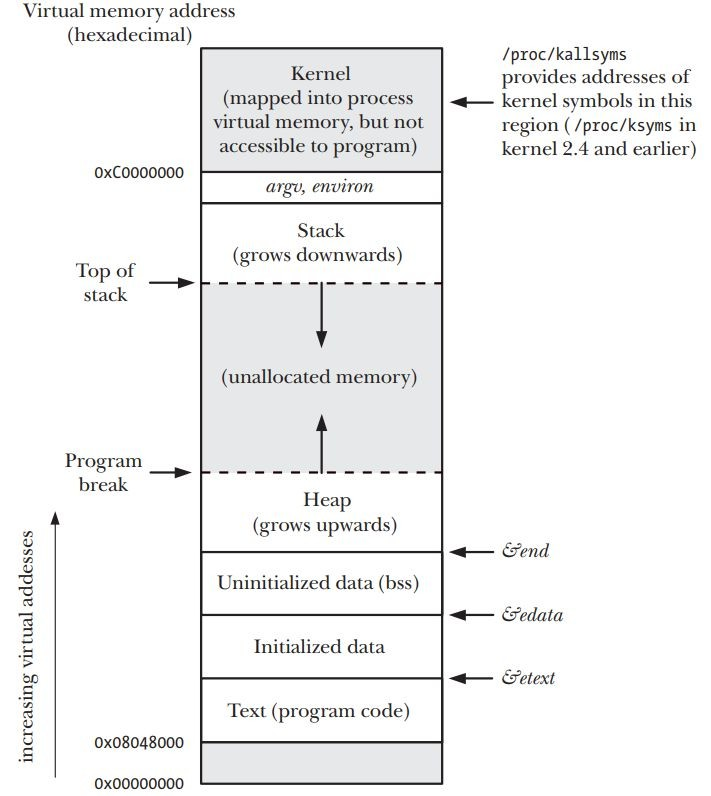 Virtual memory address
(hexadecimal)
/proc/kallsyms
provides addresses of
kernel symbols in this
region (/proc/ksyms in
kernel 2.4 and earlier)
Kernel
(mapped into process
virtual memory, but not
accessible to program)
0xC0000000
argv, environ
Stack
(grows downwards)
Top of
stack
(unallocated memory)
Program
break
Heap
(grows upwards)
&end
Uninitialized data (bss)
&edata
Initialized data
&etext
Text (program code)
0x08048000
0x00000000
increasing virtual addesses